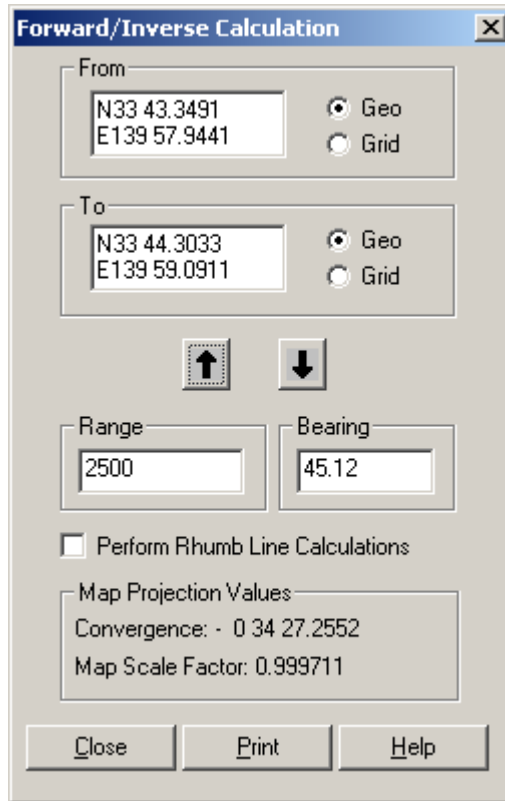 Forward/Inverse Calculation
From
N33 43.3491
E139 57.9441
Geo
Grid
To
N33 44.3033
E139 59.0911
Geo
Grid
Range
2500
Bearing
45.12
Perform Rhumb Line Calculations
Map Projection Values
Convergence: - 0 34 27.2552
Map Scale Factor: 0.999711
Close
Print
Help